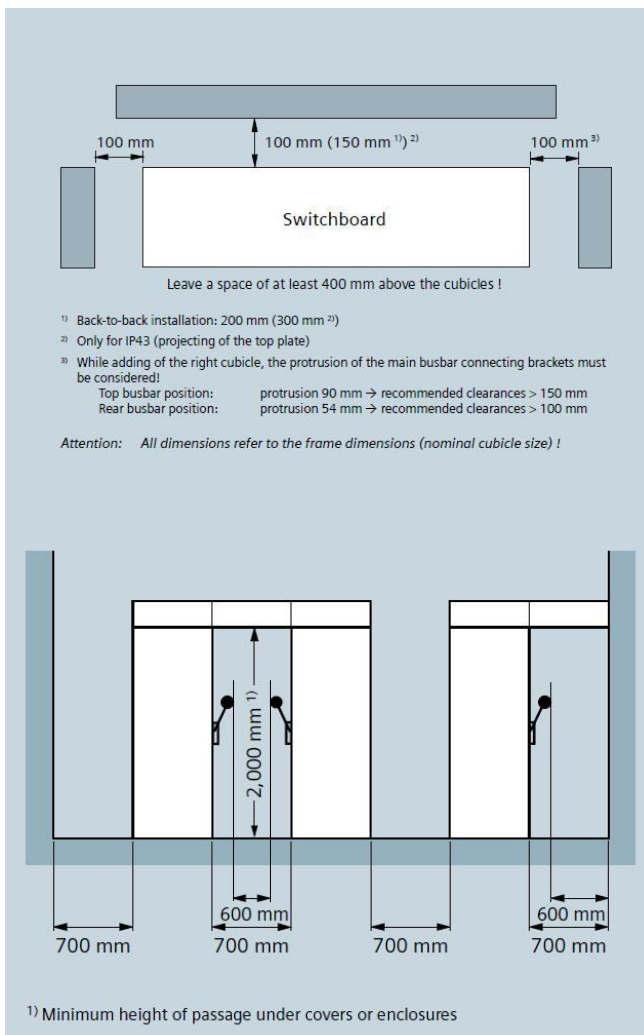 100 mm
100 mm (150 mm ¹⁾)²⁾
100 mm ³⁾
Switchboard
Leave a space of at least 400 mm above the cubicles !
¹⁾ Back-to-back installation: 200 mm (300 mm ²⁾)
²⁾ Only for IP43 (projecting of the top plate)
³⁾ While adding of the right cubicle, the protrusion of the main busbar connecting brackets must
be considered!
Top busbar position: protrusion 90 mm → recommended clearances > 150 mm
Rear busbar position: protrusion 54 mm → recommended clearances > 100 mm
Attention: All dimensions refer to the frame dimensions (nominal cubicle size) !
2,000 mm ¹⁾
600 mm
600 mm
700 mm
700 mm
700 mm
700 mm
¹⁾ Minimum height of passage under covers or enclosures